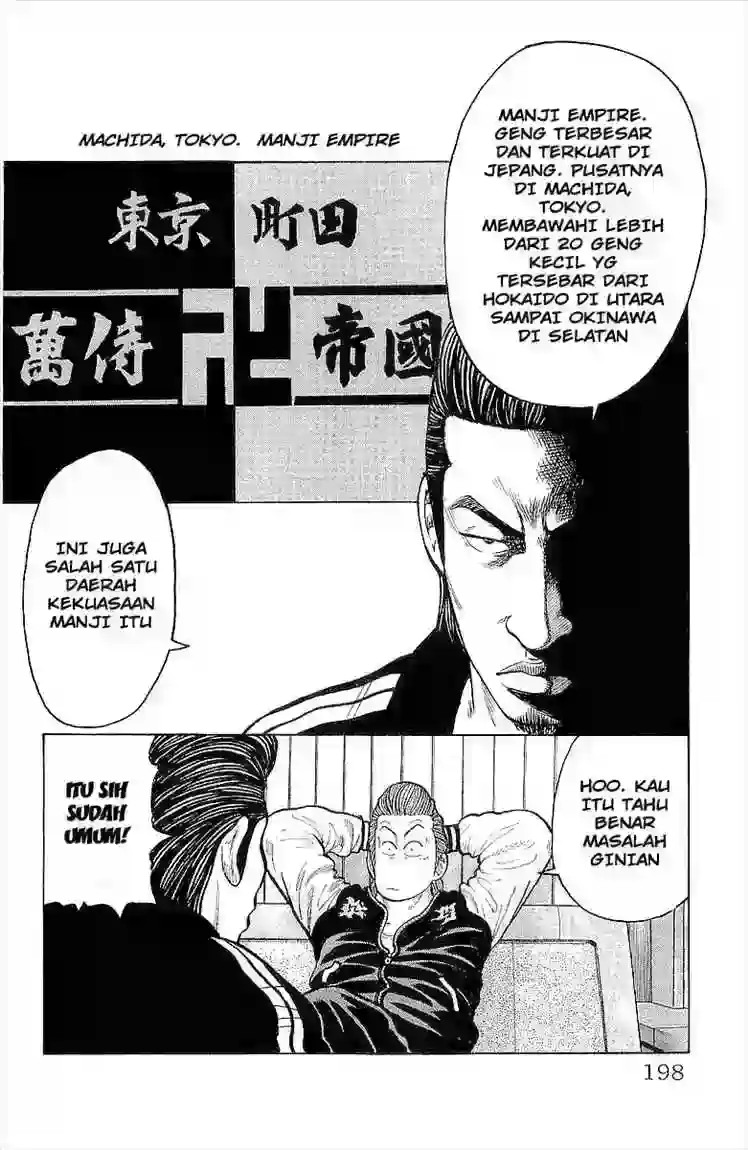 MACHIDA, TOKYO. MANJI EMPIRE
MANJI EMPIRE.
GENG TERBESAR
DAN TERKUAT DI
JEPANG. PUSATNYA
DI MACHIDA,
TOKYO.
MEMBAWAHI LEBIH
DARI 20 GENG
KECIL YG
TERSEBAR DARI
HOKAIDO DI UTARA
SAMPAI OKINAWA
DI SELATAN
東京 町田
萬侍 卍 帝國
INI JUGA
SALAH SATU
DAERAH
KEKUASAAN
MANJI ITU
ITU SIH
SUDAH
UMUM!
HOO. KAU
ITU TAHU
BENAR
MASALAH
GINIAN
198